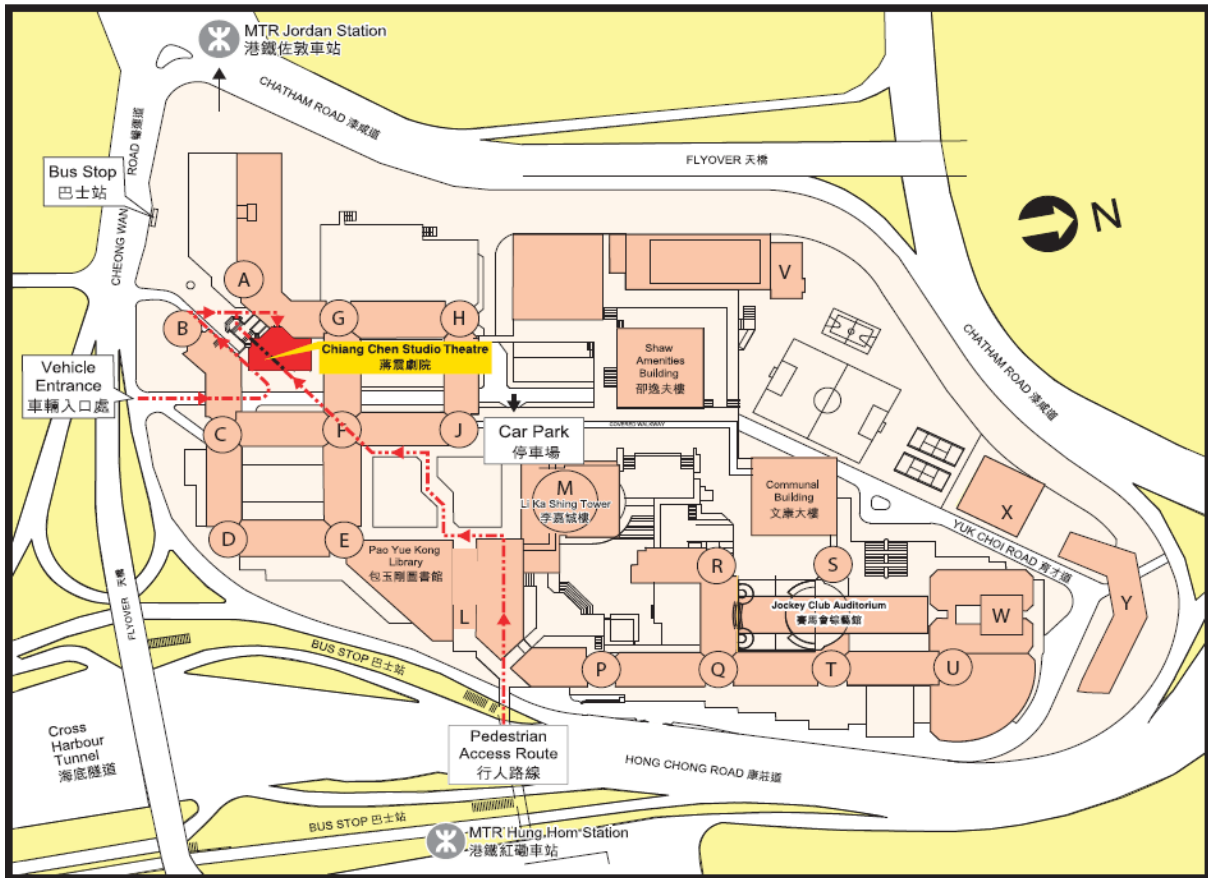 MTR Jordan Station
港鐵佐敦車站
CHATHAM ROAD 漆咸道
FLYOVER 天橋
N
Bus Stop
巴士站
CHEONG WAN ROAD 暢運道
A
V
B
G
H
Chiang Chen Studio Theatre
蔣震劇院
Shaw
Amenities
Building
邵逸夫樓
CHATHAM ROAD 漆咸道
Vehicle
Entrance
車輛入口處
C
F
J
Car Park
停車場
COVERED WALKWAY
M
Li Ka Shing Tower
李嘉誠樓
Communal
Building
文康大樓
X
YUK CHOI ROAD 育才道
D
E
Pao Yue Kong
Library
包玉剛圖書館
R
S
Y
Jockey Club Auditorium
賽馬會綜藝館
W
L
FLYOVER 天橋
BUS STOP 巴士站
P
Q
T
U
Cross
Harbour
Tunnel
海底隧道
Pedestrian
Access Route
行人路線
HONG CHONG ROAD 康莊道
BUS STOP 巴士站
MTR Hung Hom Station
港鐵紅磡車站